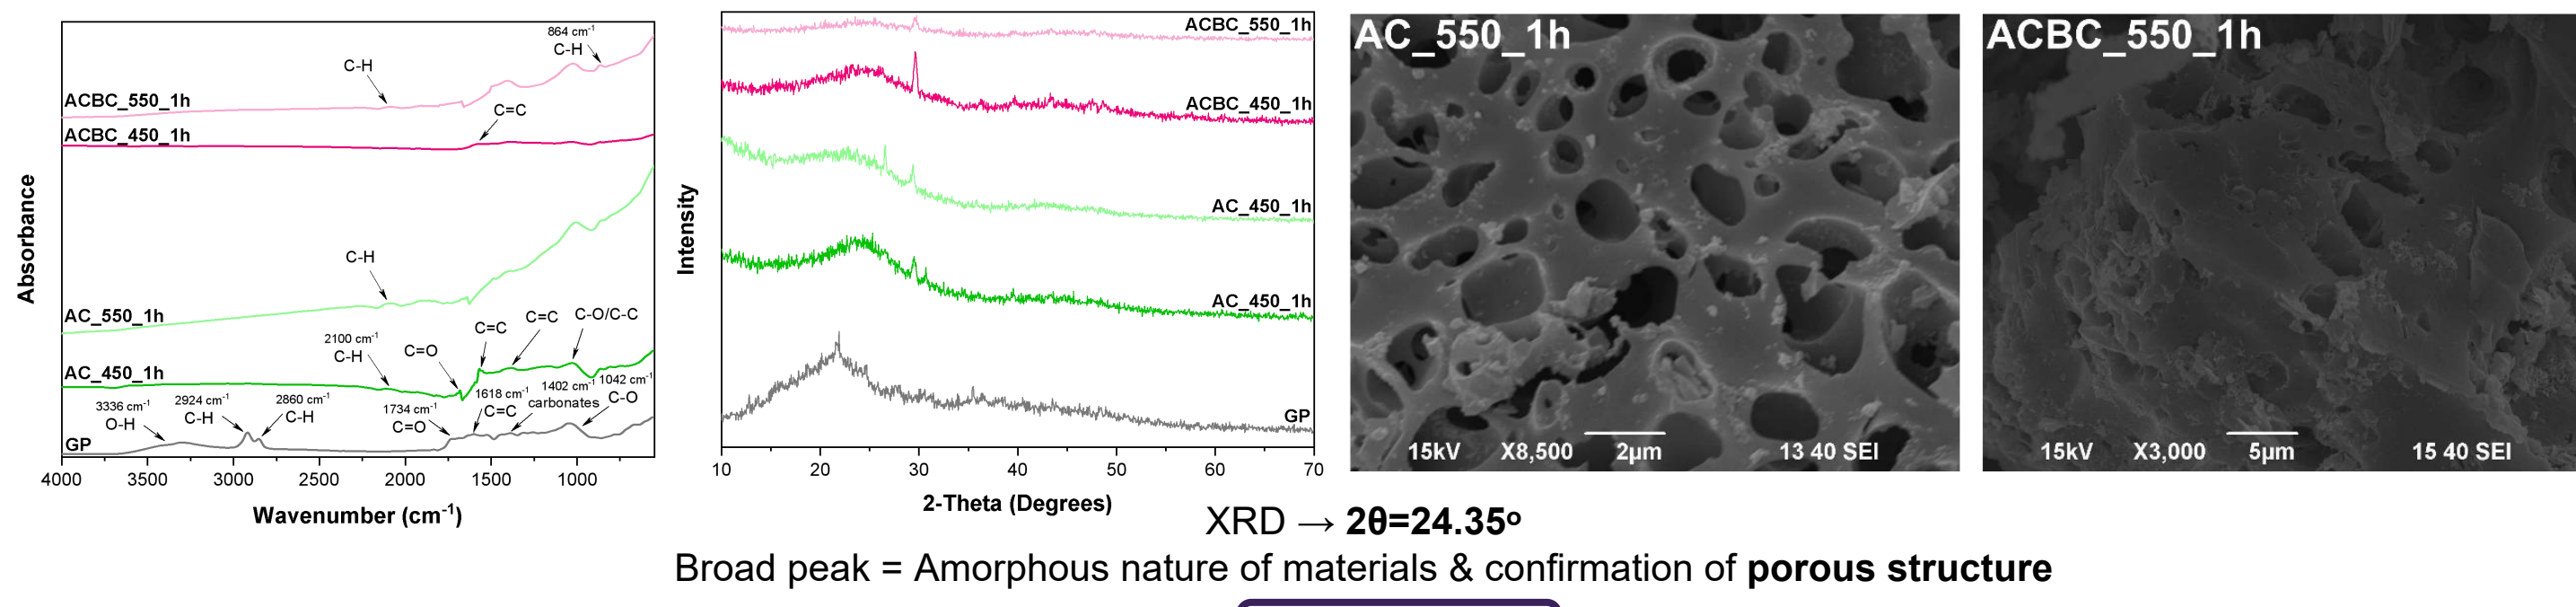 864 cm⁻¹
C-H
C-H
ACBC_550_1h
C=C
ACBC_450_1h
C-H
AC_550_1h
C=C
C=C
C-O/C-C
2100 cm⁻¹
C-H
C=O
AC_450_1h
3336 cm⁻¹
O-H
2924 cm⁻¹
C-H
2860 cm⁻¹
C-H
1734 cm⁻¹
C=O
1618 cm⁻¹
C=C
1402 cm⁻¹
carbonates
1042 cm⁻¹
C-O
GP
Absorbance
4000 3500 3000 2500 2000 1500 1000
Wavenumber (cm⁻¹)
ACBC_550_1h
ACBC_450_1h
AC_450_1h
AC_450_1h
GP
Intensity
10 20 30 40 50 60 70
2-Theta (Degrees)
AC_550_1h
15kV X8,500 2µm 13 40 SEI
ACBC_550_1h
15kV X3,000 5µm 15 40 SEI
XRD → 2θ=24.35º
Broad peak = Amorphous nature of materials & confirmation of porous structure